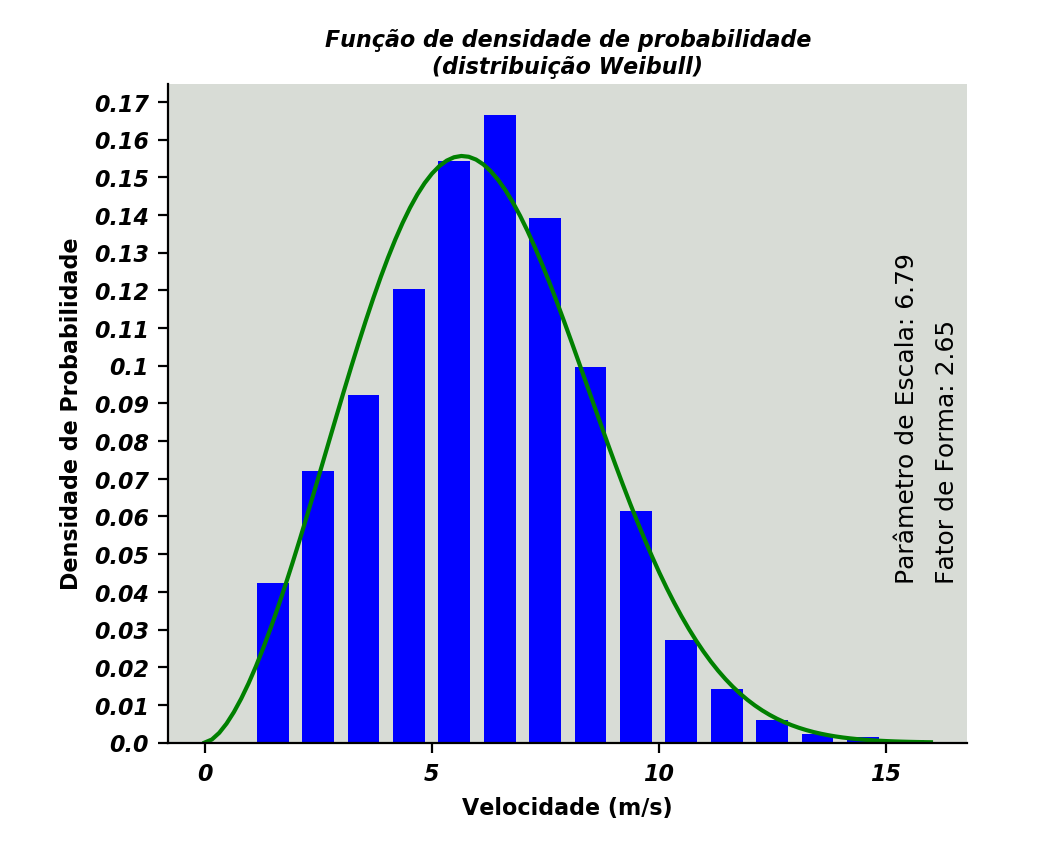 Função de densidade de probabilidade
(distribuição Weibull)
Densidade de Probabilidade
0.17
0.16
0.15
0.14
0.13
0.12
0.11
0.1
0.09
0.08
0.07
0.06
0.05
0.04
0.03
0.02
0.01
0.0
Parâmetro de Escala: 6.79
Fator de Forma: 2.65
0 5 10 15
Velocidade (m/s)